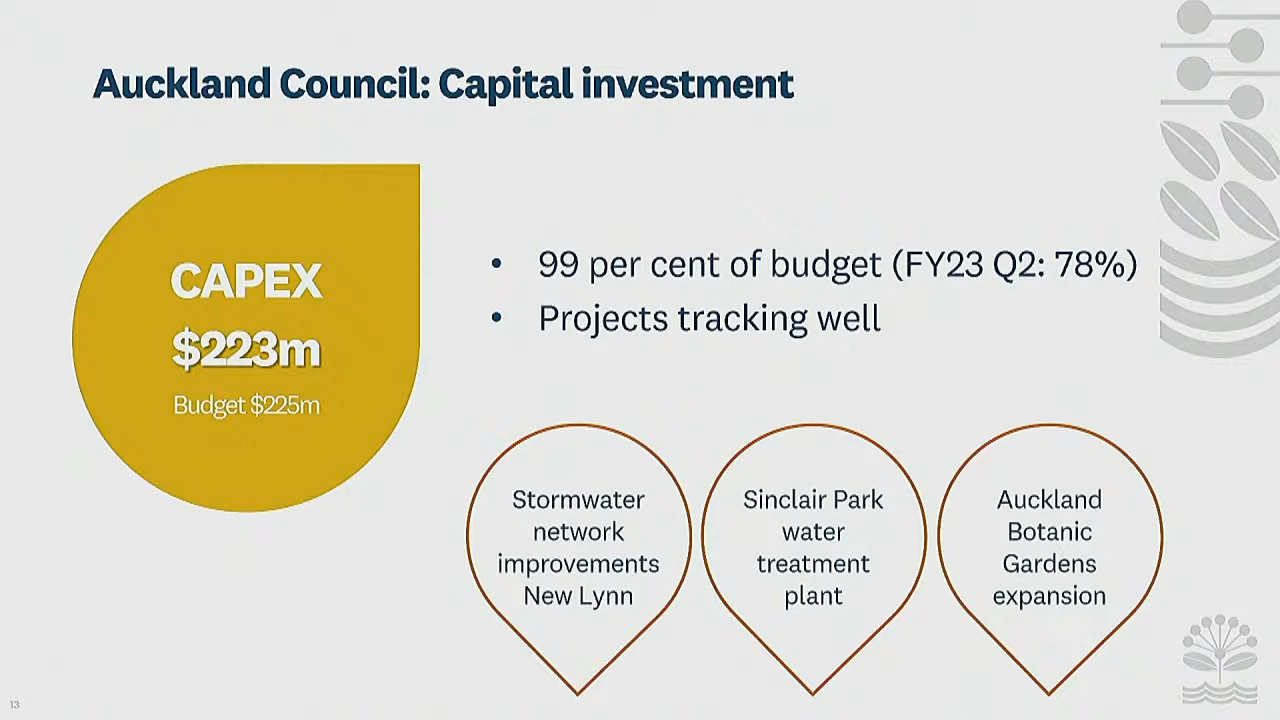 Auckland Council: Capital investment
CAPEX
$223m
Budget $225m
• 99 per cent of budget (FY23 Q2: 78%)
• Projects tracking well
Stormwater
network
improvements
New Lynn
Sinclair Park
water
treatment
plant
Auckland
Botanic
Gardens
expansion
13